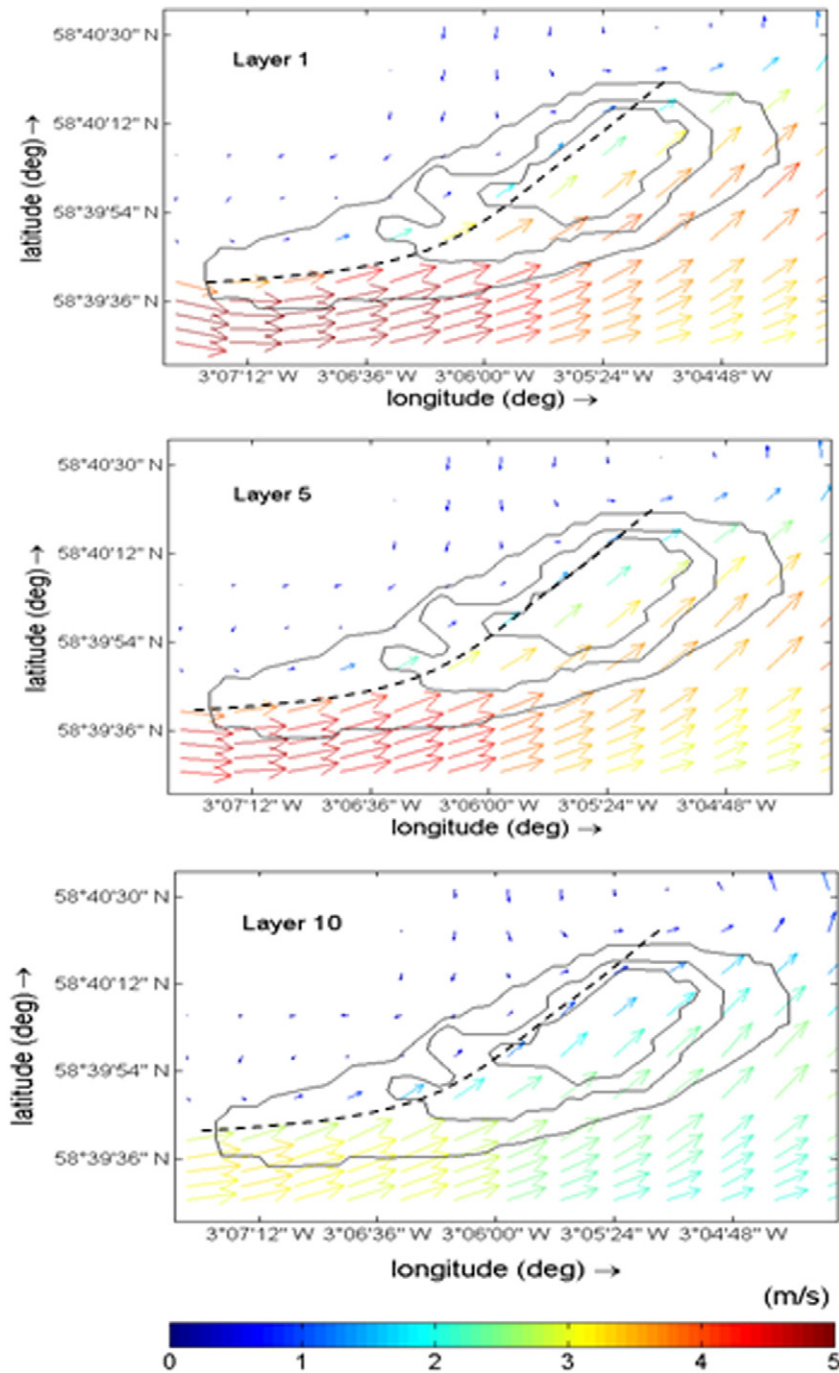 58°40'30" N
Layer 1
58°40'12" N
58°39'54" N
58°39'36" N
latitude (deg) →
3°07'12" W 3°06'36" W 3°06'00" W 3°05'24" W 3°04'48" W
longitude (deg) →
58°40'30" N
Layer 5
58°40'12" N
58°39'54" N
58°39'36" N
latitude (deg) →
3°07'12" W 3°06'36" W 3°06'00" W 3°05'24" W 3°04'48" W
longitude (deg) →
58°40'30" N
Layer 10
58°40'12" N
58°39'54" N
58°39'36" N
latitude (deg) →
3°07'12" W 3°06'36" W 3°06'00" W 3°05'24" W 3°04'48" W
longitude (deg) →
(m/s)
0 1 2 3 4 5